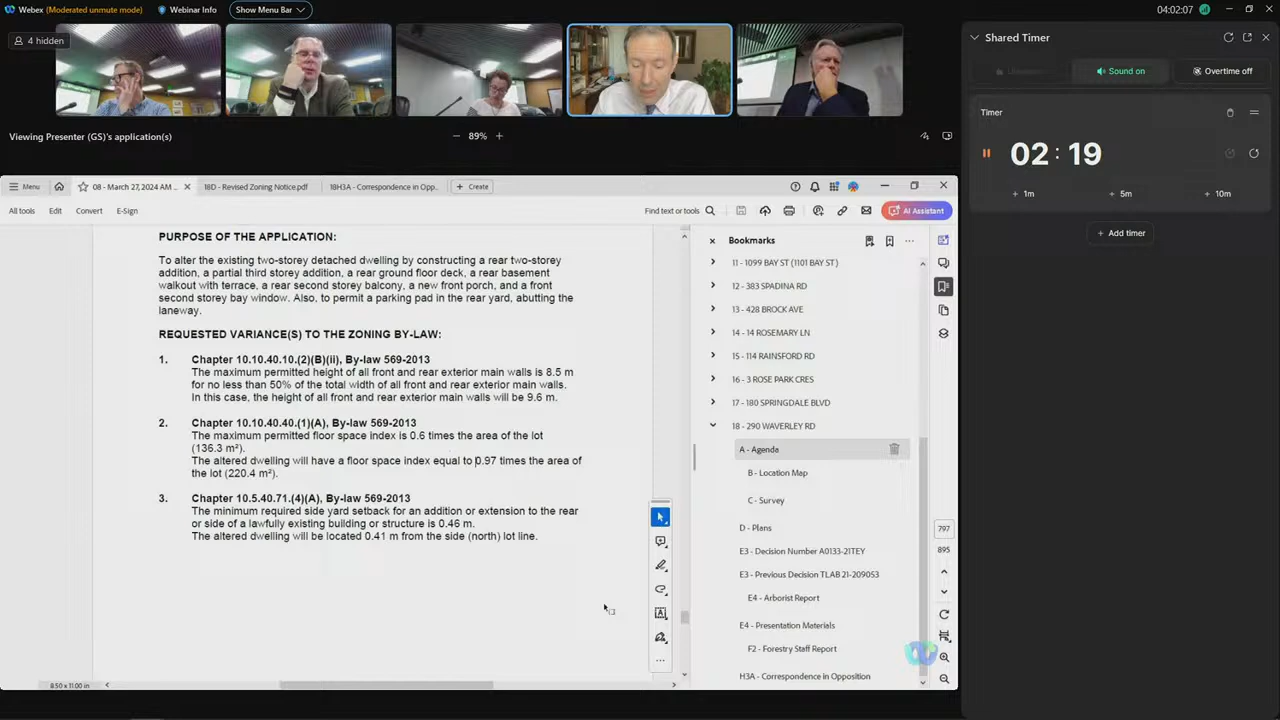 Webex (Moderated unmute mode) Webinar Info Show Menu Bar 04:02:07
4 hidden
Viewing Presenter (GS)'s application(s) 89%
Shared Timer
Sound on Overtime off
Timer
02 : 19
+ 1m + 5m + 10m
+ Add timer
Menu 08 - March 27, 2024 AM ... 18D - Revised Zoning Notice.pdf 18H3A - Correspondence in Opp... + Create
All tools Edit Convert E-Sign Find text or tools AI Assistant
PURPOSE OF THE APPLICATION:
To alter the existing two-storey detached dwelling by constructing a rear two-storey
addition, a partial third storey addition, a rear ground floor deck, a rear basement
walkout with terrace, a rear second storey balcony, a new front porch, and a front
second storey bay window. Also, to permit a parking pad in the rear yard, abutting the
laneway.
REQUESTED VARIANCE(S) TO THE ZONING BY-LAW:
1. Chapter 10.10.40.10.(2)(B)(ii), By-law 569-2013
The maximum permitted height of all front and rear exterior main walls is 8.5 m
for no less than 50% of the total width of all front and rear exterior main walls.
In this case, the height of all front and rear exterior main walls will be 9.6 m.
2. Chapter 10.10.40.40.(1)(A), By-law 569-2013
The maximum permitted floor space index is 0.6 times the area of the lot
(136.3 m²).
The altered dwelling will have a floor space index equal to 0.97 times the area of
the lot (220.4 m²).
3. Chapter 10.5.40.71.(4)(A), By-law 569-2013
The minimum required side yard setback for an addition or extension to the rear
or side of a lawfully existing building or structure is 0.46 m.
The altered dwelling will be located 0.41 m from the side (north) lot line.
8.50 x 11.00 in
Bookmarks
11 - 1099 BAY ST (1101 BAY ST)
12 - 383 SPADINA RD
13 - 428 BROCK AVE
14 - 14 ROSEMARY LN
15 - 114 RAINSFORD RD
16 - 3 ROSE PARK CRES
17 - 180 SPRINGDALE BLVD
18 - 290 WAVERLEY RD
A - Agenda
B - Location Map
C - Survey
D - Plans
E3 - Decision Number A0133-21TEY
E3 - Previous Decision TLAB 21-209053
E4 - Arborist Report
E4 - Presentation Materials
F2 - Forestry Staff Report
H3A - Correspondence in Opposition
797
895